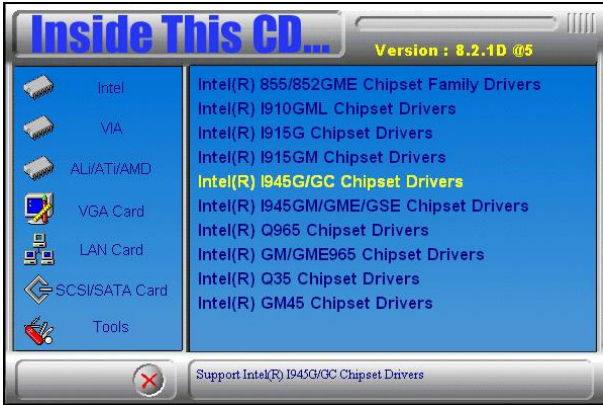 Inside This CD...
Version : 8.2.1D @5
Intel
VIA
ALi/ATi/AMD
VGA Card
LAN Card
SCSI/SATA Card
Tools
Intel(R) 855/852GME Chipset Family Drivers
Intel(R) I910GML Chipset Drivers
Intel(R) I915G Chipset Drivers
Intel(R) I915GM Chipset Drivers
Intel(R) I945G/GC Chipset Drivers
Intel(R) I945GM/GME/GSE Chipset Drivers
Intel(R) Q965 Chipset Drivers
Intel(R) GM/GME965 Chipset Drivers
Intel(R) Q35 Chipset Drivers
Intel(R) GM45 Chipset Drivers
Support Intel(R) I945G/GC Chipset Drivers